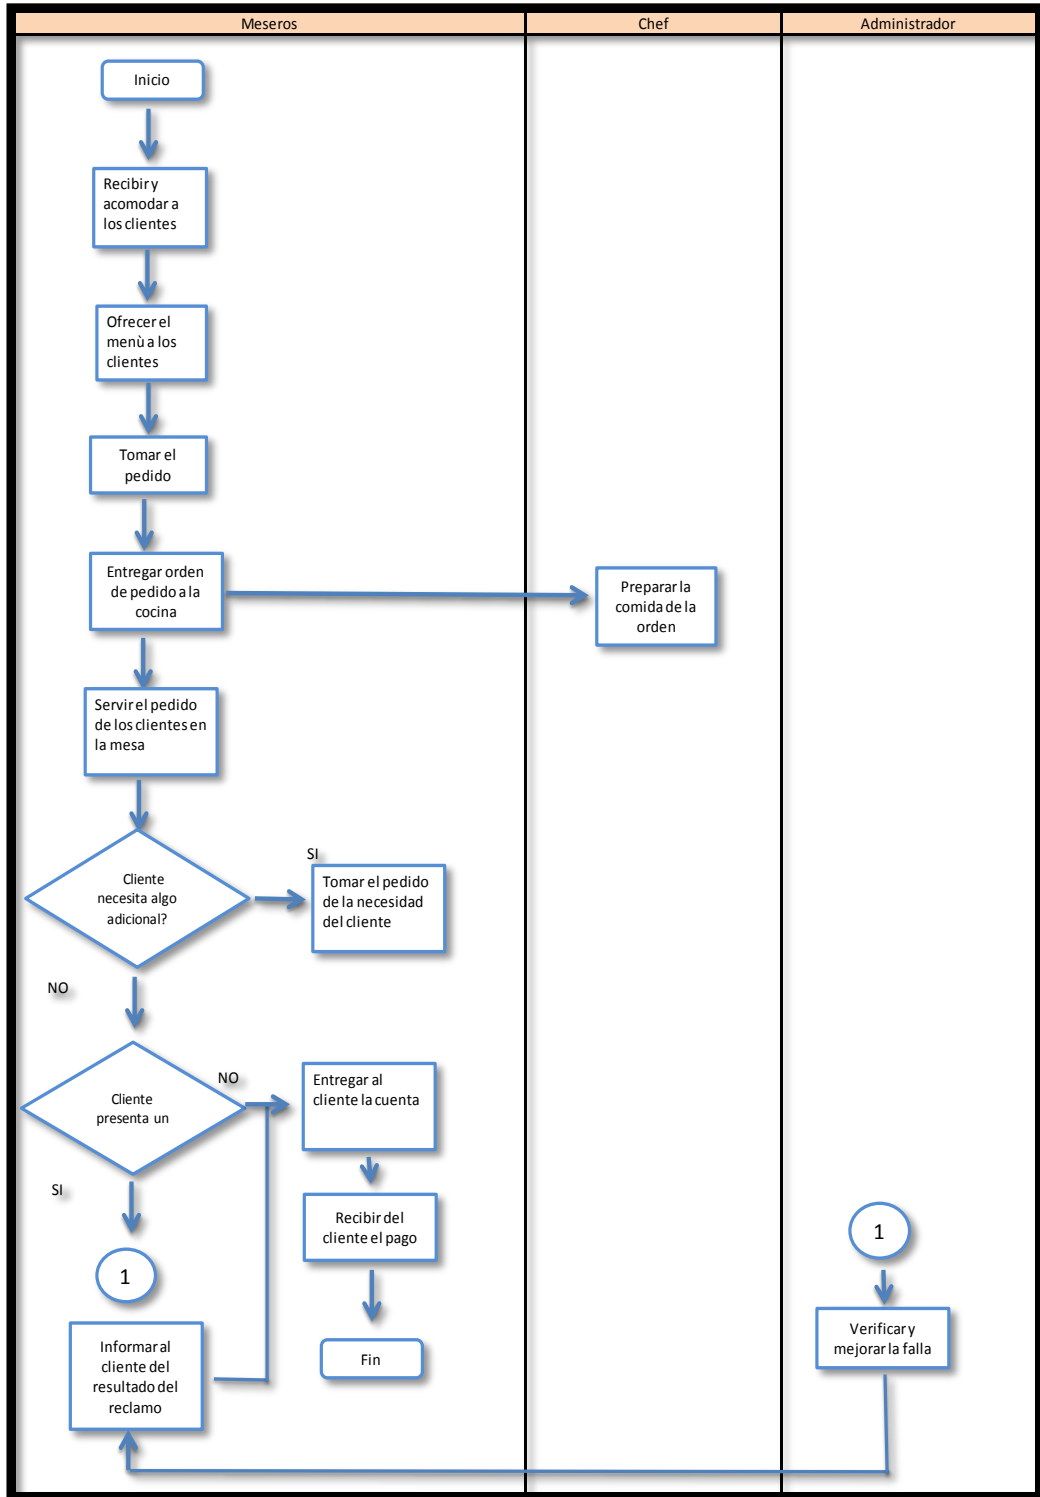 Meseros
Chef
Administrador
Inicio
Recibir y
acomodar a
los clientes
Ofrecer el
menù a los
clientes
Tomar el
pedido
Entregar orden
de pedido a la
cocina
Preparar la
comida de la
orden
Servir el pedido
de los clientes en
la mesa
Cliente
necesita algo
adicional?
SI
Tomar el pedido
de la necesidad
del cliente
NO
Cliente
presenta un
NO
Entregar al
cliente la cuenta
SI
Recibir del
cliente el pago
1
1
Informar al
cliente del
resultado del
reclamo
Fin
Verificar y
mejorar la falla